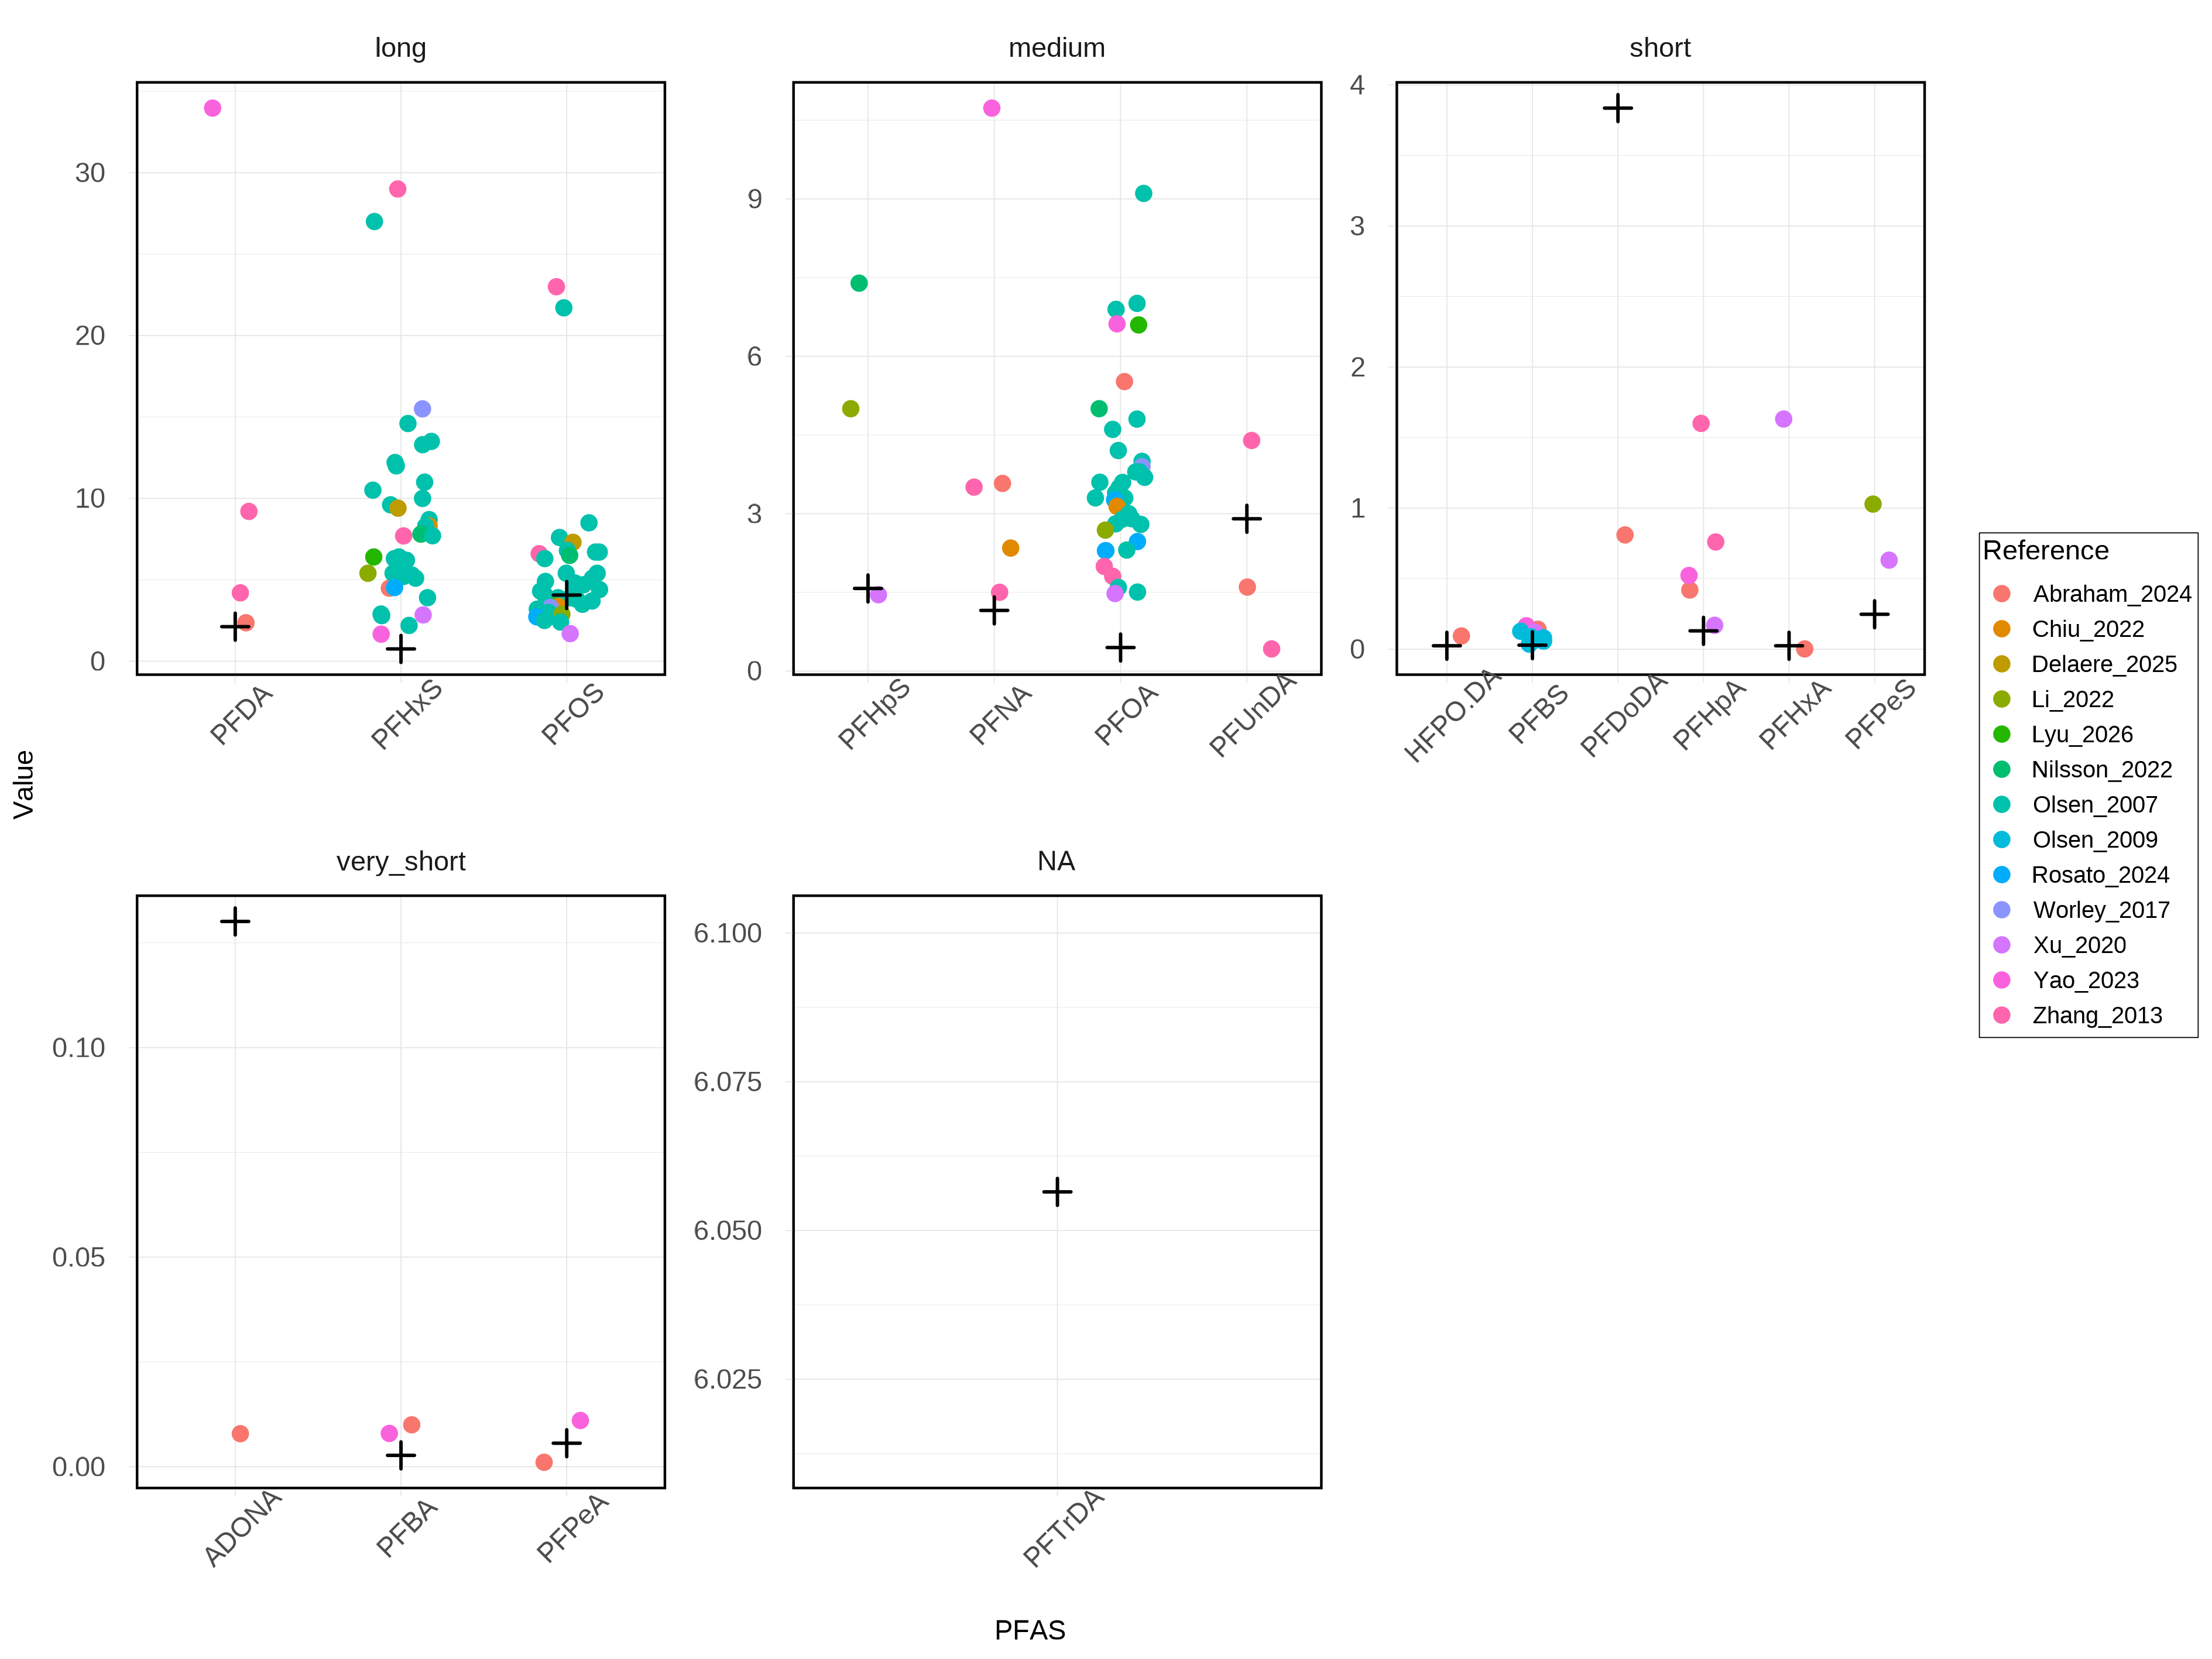 long
medium
short
30
20
10
0
PFDA
PFHxS
PFOS
9
6
3
0
PFHpS
PFNA
PFOA
PFUnDA
4
3
2
1
0
HFPO.DA
PFBS
PFDoDA
PFHpA
PFHxA
PFPeS
Value
very_short
NA
0.10
0.05
0.00
ADONA
PFBA
PFPeA
6.100
6.075
6.050
6.025
PFTrDA
PFAS
Reference
Abraham_2024
Chiu_2022
Delaere_2025
Li_2022
Lyu_2026
Nilsson_2022
Olsen_2007
Olsen_2009
Rosato_2024
Worley_2017
Xu_2020
Yao_2023
Zhang_2013